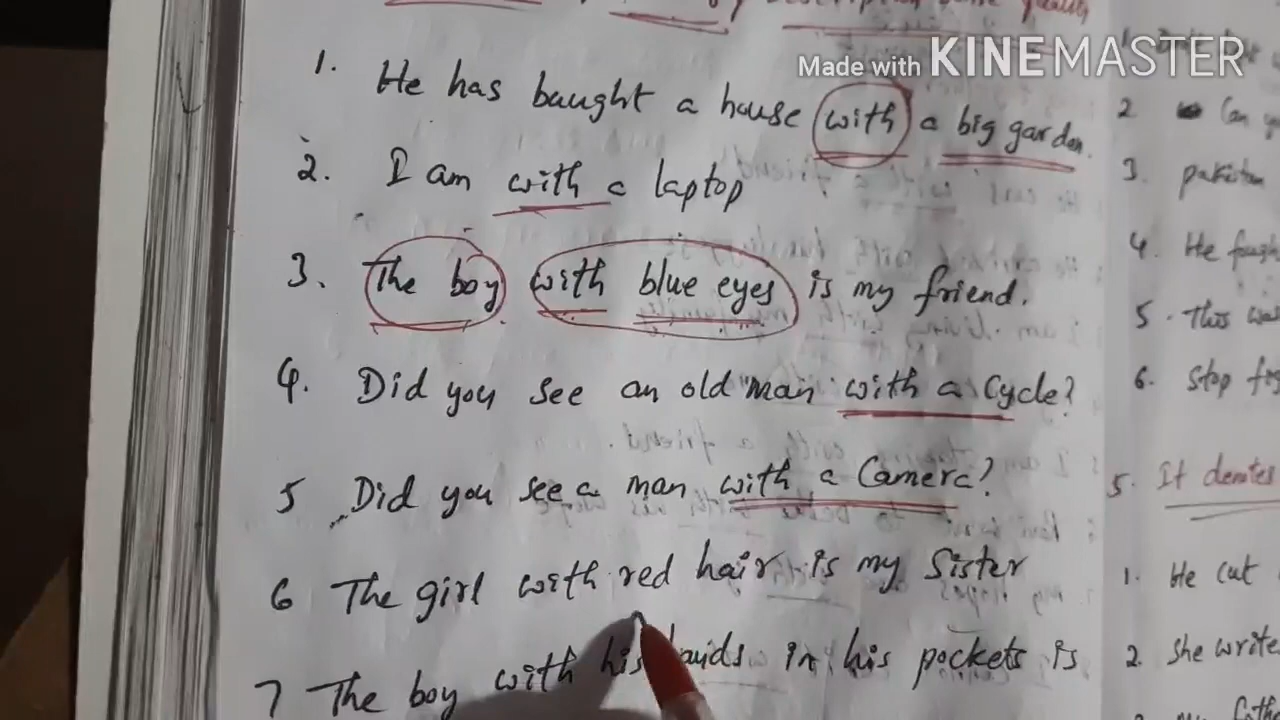 Made with KINEMASTER
1. He has baught a house with a big garden.
2. I am with a laptop
3. The boy with blue eyes is my friend.
4. Did you see an old man with a Cycle?
5 Did you see a man with a Camera?
6 The girl with red hair is my Sister
7 The boy with his hands in his pockets is
2 Can
3. pakistan
4. He
5. This was
6. Stop
5. It denotes
1. He cut
2. She write